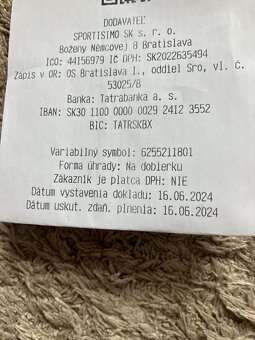 DODÁVATEĽ
SPORTISIMO SK s. r. o.
Boženy Němcovej 8 Bratislava
IČO: 44156979 IČ DPH: SK2022635494
Zápis v OR: OS Bratislava I., oddiel Sro, vl. č.
53025/B
Banka: Tatrabanka a. s.
IBAN: SK30 1100 0000 0029 2412 3552
BIC: TATRSKBX
Variabilný symbol: 6255211801
Forma úhrady: Na dobierku
Zákazník je platca DPH: NIE
Dátum vystavenia dokladu: 16.06.2024
Dátum uskut. zdaň. plnenia: 16.06.2024